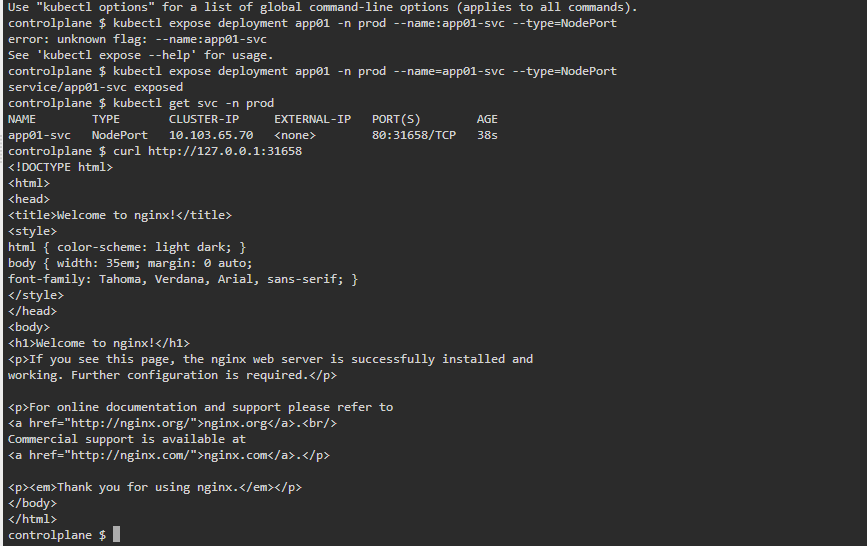 Use "kubectl options" for a list of global command-line options (applies to all commands).
controlplane $ kubectl expose deployment app01 -n prod --name:app01-svc --type=NodePort
error: unknown flag: --name:app01-svc
See 'kubectl expose --help' for usage.
controlplane $ kubectl expose deployment app01 -n prod --name=app01-svc --type=NodePort
service/app01-svc exposed
controlplane $ kubectl get svc -n prod
NAME        TYPE       CLUSTER-IP     EXTERNAL-IP   PORT(S)        AGE
app01-svc   NodePort   10.103.65.70   <none>        80:31658/TCP   38s
controlplane $ curl http://127.0.0.1:31658
<!DOCTYPE html>
<html>
<head>
<title>Welcome to nginx!</title>
<style>
html { color-scheme: light dark; }
body { width: 35em; margin: 0 auto;
font-family: Tahoma, Verdana, Arial, sans-serif; }
</style>
</head>
<body>
<h1>Welcome to nginx!</h1>
<p>If you see this page, the nginx web server is successfully installed and
working. Further configuration is required.</p>

<p>For online documentation and support please refer to
<a href="http://nginx.org/">nginx.org</a>.<br/>
Commercial support is available at
<a href="http://nginx.com/">nginx.com</a>.</p>

<p><em>Thank you for using nginx.</em></p>
</body>
</html>
controlplane $